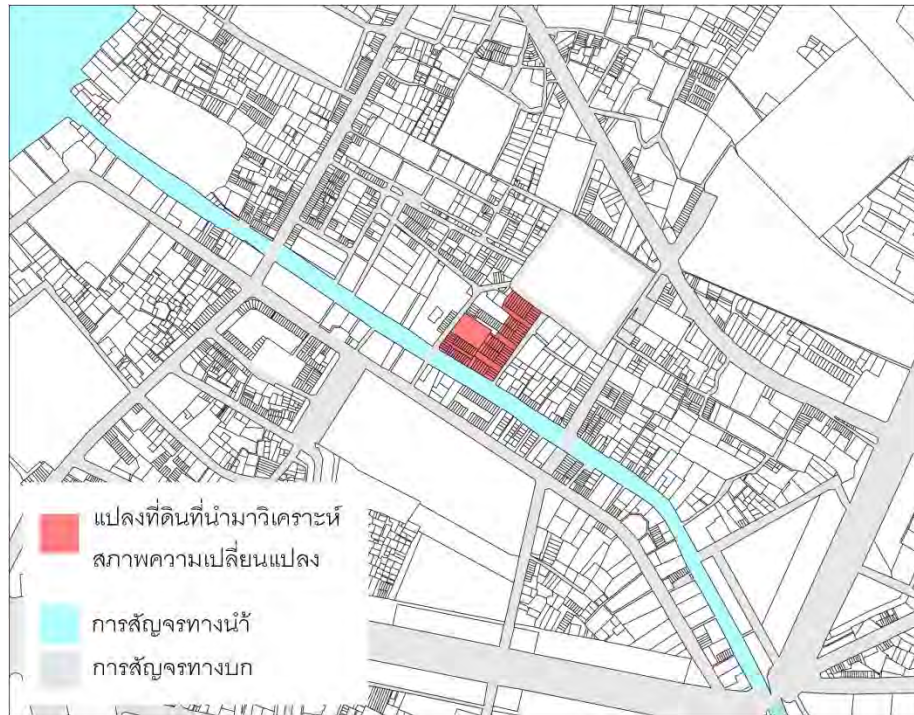 แปลงที่ดินที่นำมาวิเคราะห์
สภาพความเปลี่ยนแปลง
การสัญจรทางน้ำ
การสัญจรทางบก